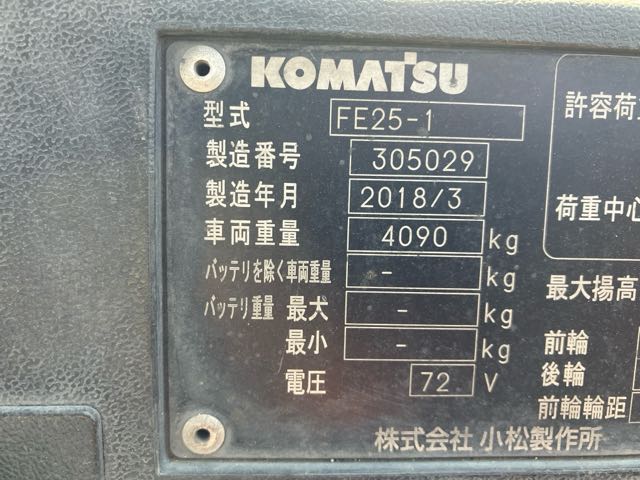 KOMATSU
型式 FE25-1
製造番号 305029
製造年月 2018/3
車両重量 4090 kg
バッテリを除く車両重量 - kg
バッテリ重量 最大 - kg
最小 - kg
電圧 72 V
株式会社 小松製作所
許容荷
荷重中心
最大揚高
前輪
後輪
前輪輪距